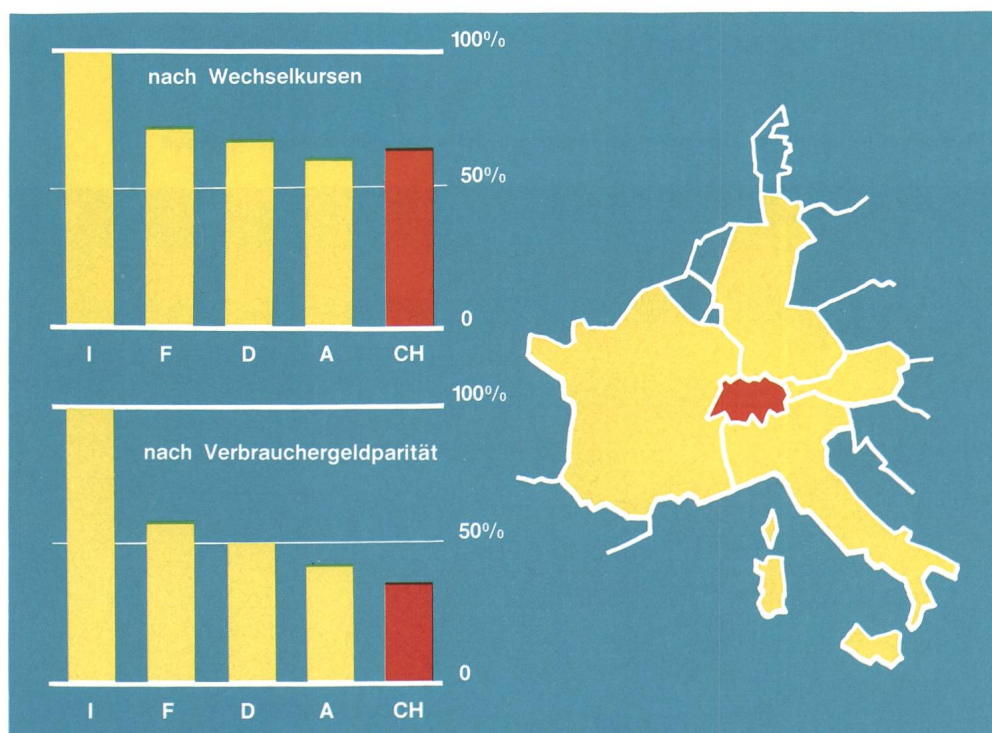 100%
nach Wechselkursen
50%
0
I F D A CH
100%
nach Verbrauchergeldparität
50%
0
I F D A CH